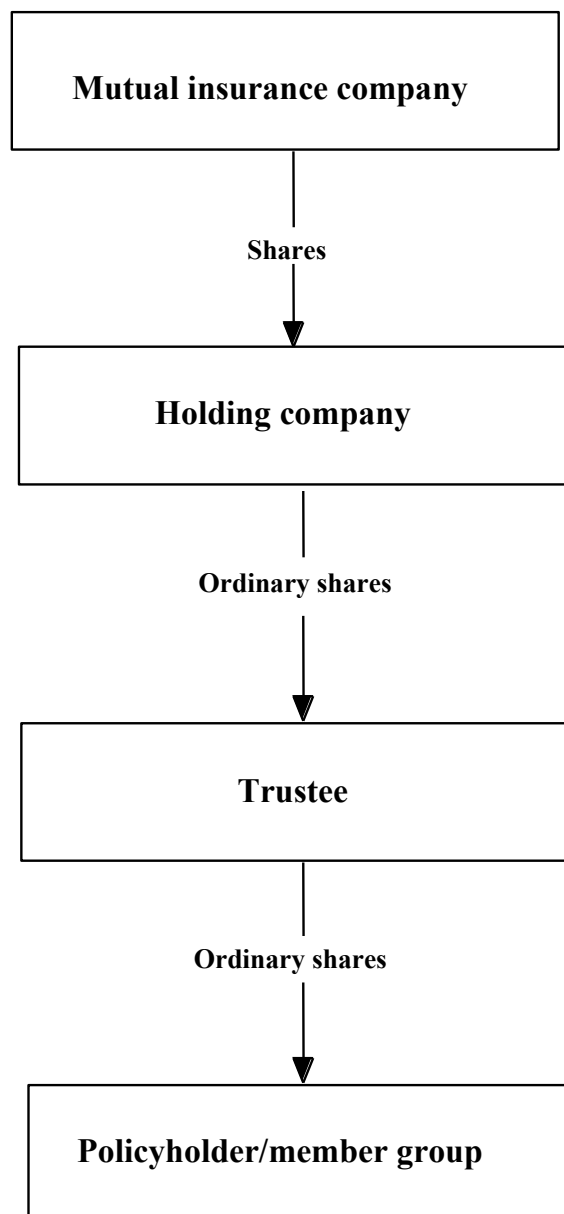 Mutual insurance company
Shares
Holding company
Ordinary shares
Trustee
Ordinary shares
Policyholder/member group